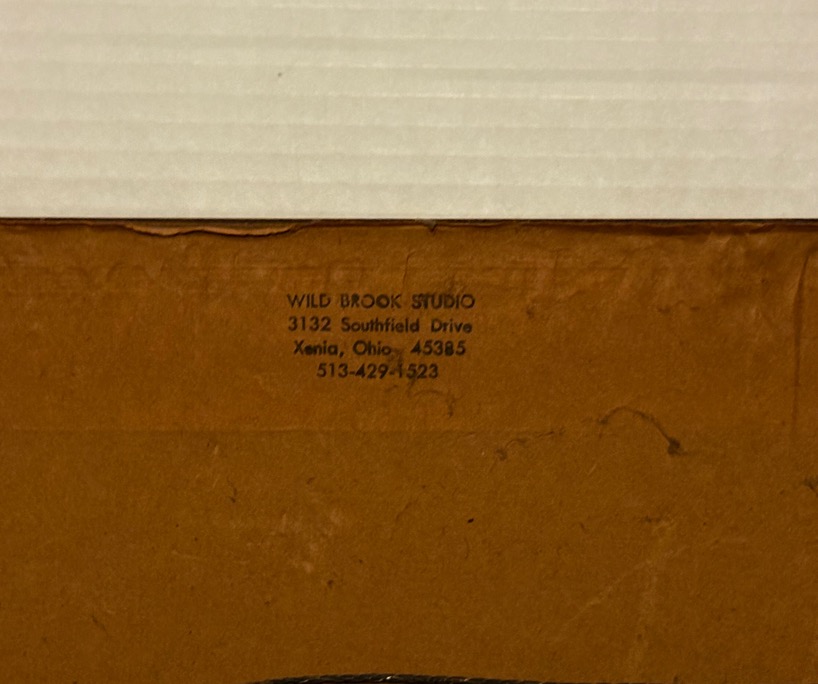 WILD BROOK STUDIO
3132 Southfield Drive
Xenia, Ohio 45385
513-429-1523